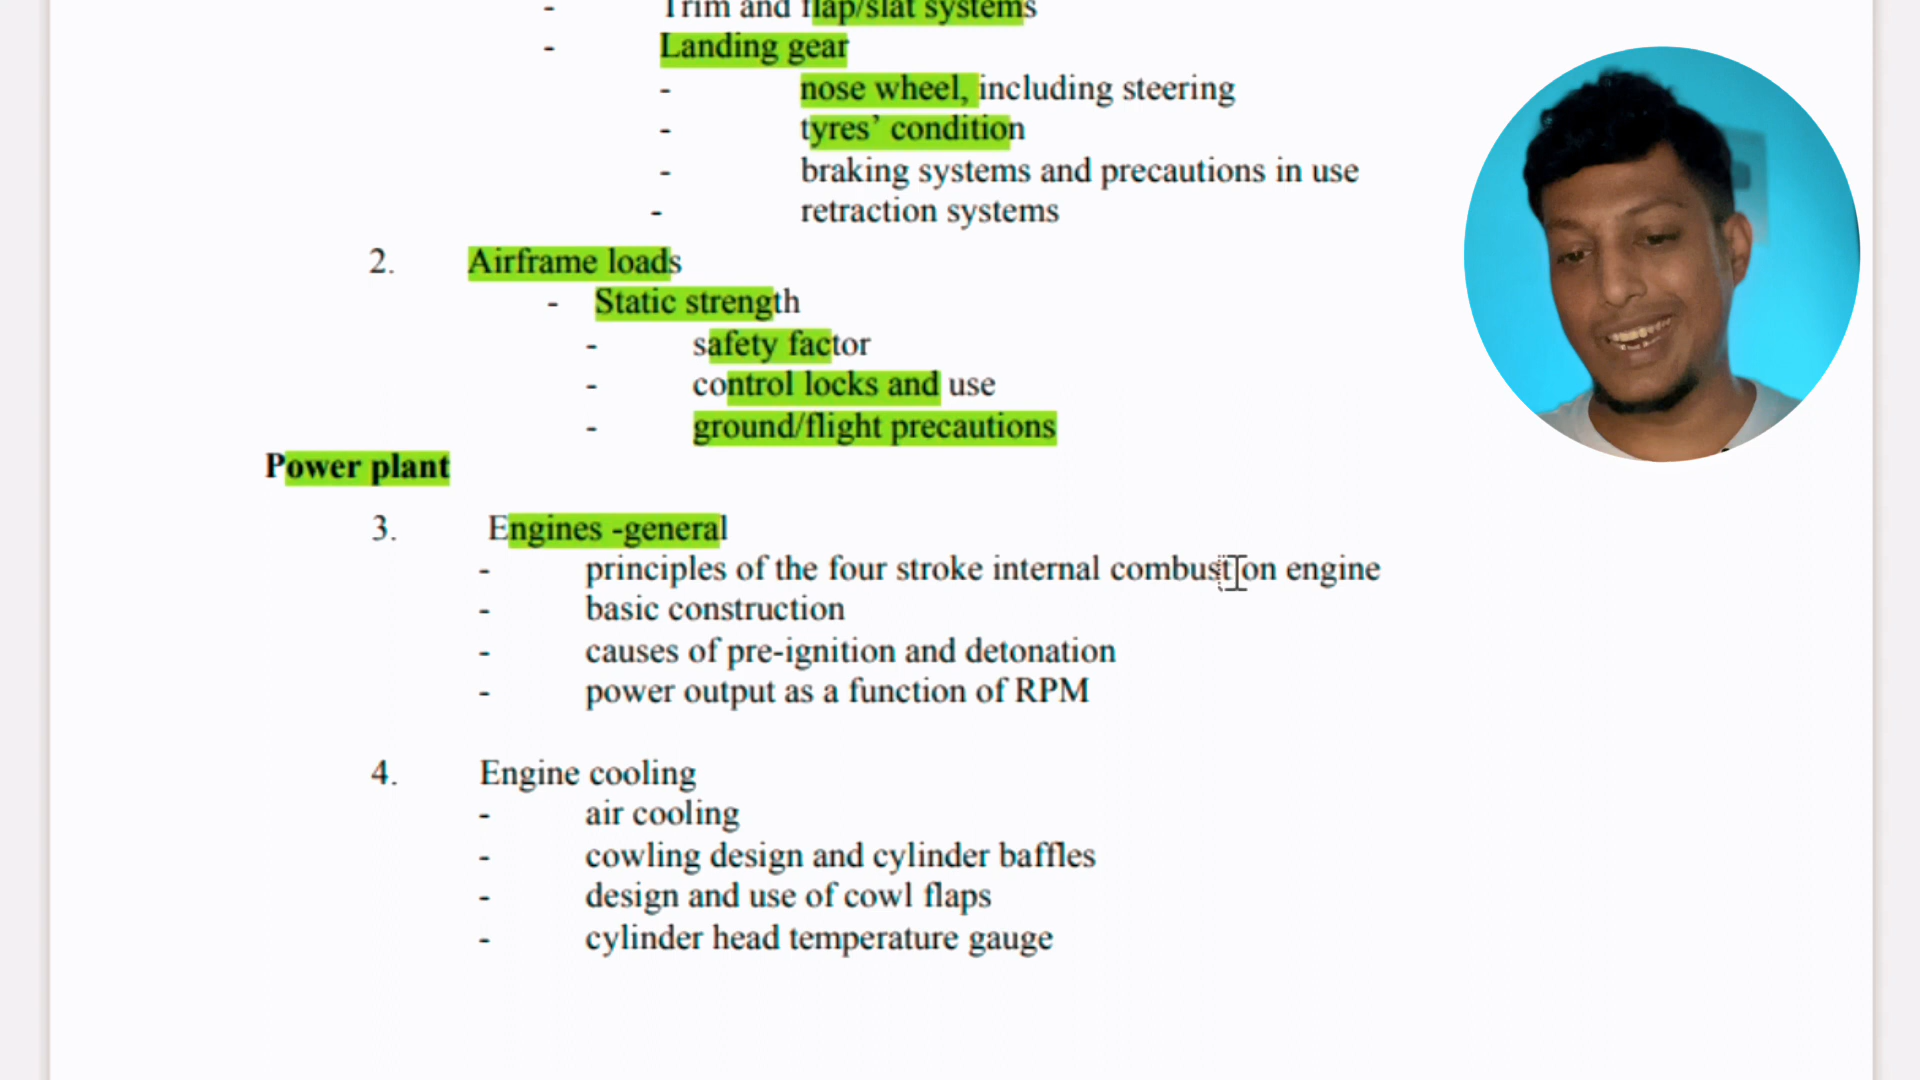 - Trim and flap/slat systems
- Landing gear
- nose wheel, including steering
- tyres’ condition
- braking systems and precautions in use
- retraction systems
2. Airframe loads
- Static strength
- safety factor
- control locks and use
- ground/flight precautions
Power plant
3. Engines -general
- principles of the four stroke internal combustion engine
- basic construction
- causes of pre-ignition and detonation
- power output as a function of RPM
4. Engine cooling
- air cooling
- cowling design and cylinder baffles
- design and use of cowl flaps
- cylinder head temperature gauge